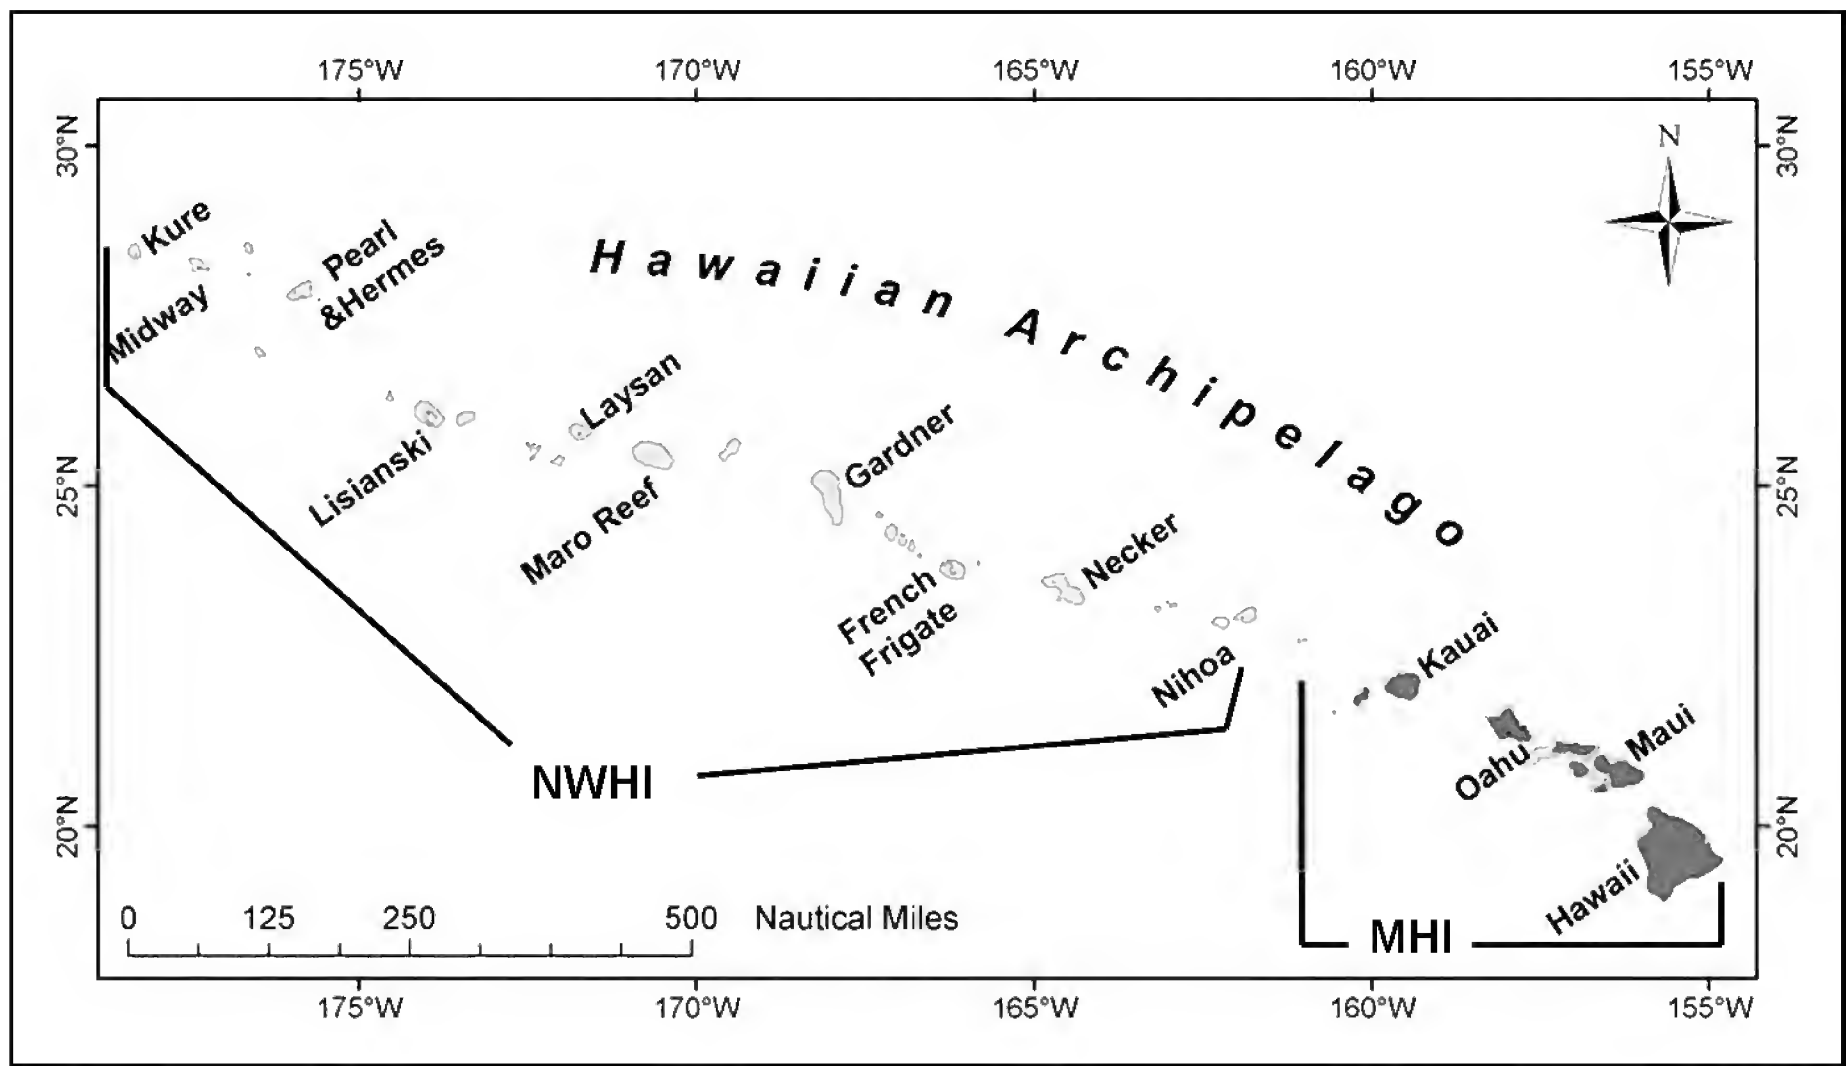 175°W 170°W 165°W 160°W 155°W
30°N
30°N
N
Kure
Pearl
&Hermes
Midway
Hawaiian Archipelago
Laysan
Lisianski
Maro Reef
Gardner
25°N
25°N
Necker
French
Frigate
Nihoa
Kauai
Maui
Oahu
NWHI
20°N
20°N
Hawaii
0 125 250 500 Nautical Miles
MHI
175°W 170°W 165°W 160°W 155°W